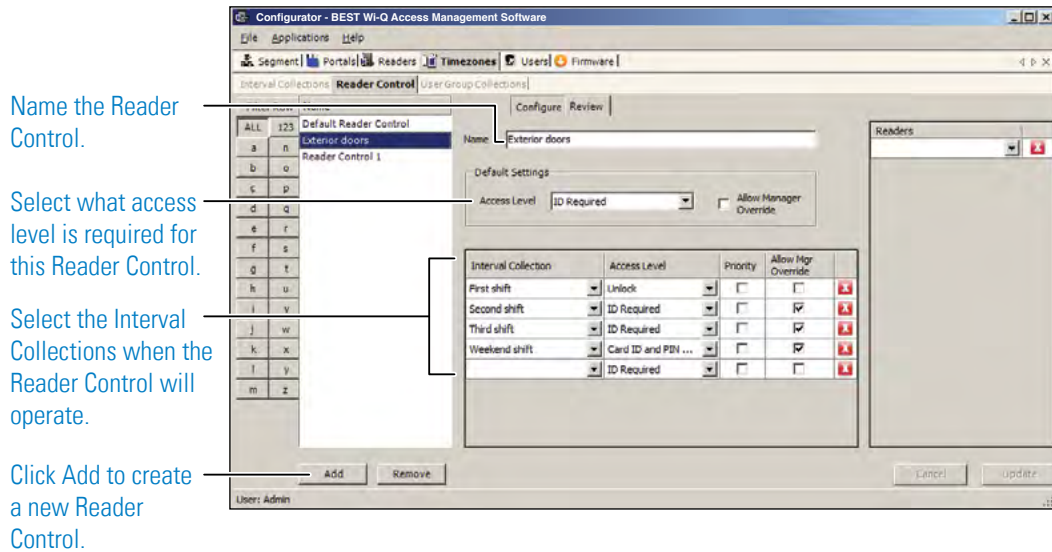 Configurator - BEST Wi-Q Access Management Software
File Applications Help
Segment Portals Readers Timezones Users Firmware
Interval Collections Reader Control User Group Collections
Filter Row Name
Configure Review
Name the Reader
Control.
ALL 123
a n
b o
c p
d q
e r
f s
g t
h u
i v
j w
k x
l y
m z
Default Reader Control
Exterior doors
Reader Control 1
Name Exterior doors
Readers
Default Settings
Access Level ID Required
Allow Manager
Override
Select what access
level is required for
this Reader Control.
Interval Collection Access Level Priority Allow Mgr
Override
First shift Unlock
Second shift ID Required
Third shift ID Required
Weekend shift Card ID and PIN ...
ID Required
Select the Interval
Collections when the
Reader Control will
operate.
Click Add to create
a new Reader
Control.
Add Remove
Cancel Update
User: Admin